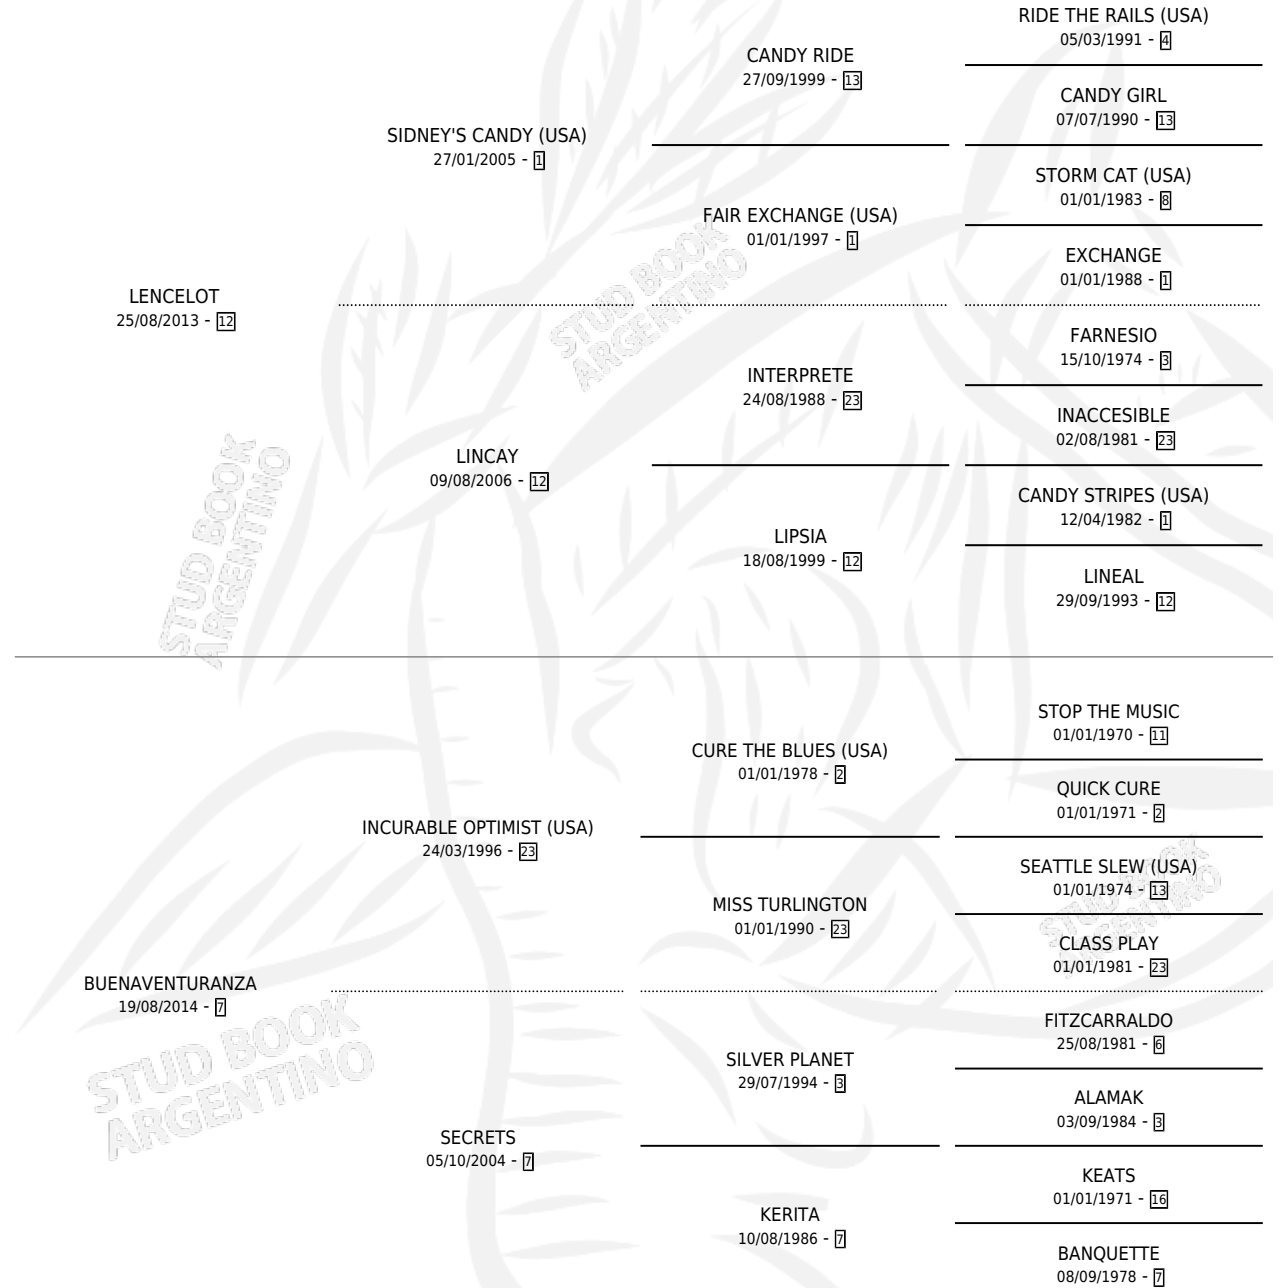 RIDE THE RAILS (USA)
05/03/1991 - 4
CANDY RIDE
27/09/1999 - 13
CANDY GIRL
07/07/1990 - 13
SIDNEY'S CANDY (USA)
27/01/2005 - 1
STORM CAT (USA)
01/01/1983 - 8
FAIR EXCHANGE (USA)
01/01/1997 - 1
EXCHANGE
01/01/1988 - 1
LENCELOT
25/08/2013 - 12
FARNESIO
15/10/1974 - 3
INTERPRETE
24/08/1988 - 23
INACCESIBLE
02/08/1981 - 23
LINCAY
09/08/2006 - 12
CANDY STRIPES (USA)
12/04/1982 - 1
LIPSIA
18/08/1999 - 12
LINEAL
29/09/1993 - 12
STOP THE MUSIC
01/01/1970 - 11
CURE THE BLUES (USA)
01/01/1978 - 2
QUICK CURE
01/01/1971 - 2
INCURABLE OPTIMIST (USA)
24/03/1996 - 23
SEATTLE SLEW (USA)
01/01/1974 - 13
MISS TURLINGTON
01/01/1990 - 23
CLASS PLAY
01/01/1981 - 23
BUENAVENTURANZA
19/08/2014 - 7
FITZCARRALDO
25/08/1981 - 6
SILVER PLANET
29/07/1994 - 3
ALAMAK
03/09/1984 - 3
SECRETS
05/10/2004 - 7
KEATS
01/01/1971 - 16
KERITA
10/08/1986 - 7
BANQUETTE
08/09/1978 - 7
STUD BOOK
ARGENTINO
STUD BOOK
ARGENTINO
STUD BOOK
ARGENTINO
STUD BOOK
ARGENTINO